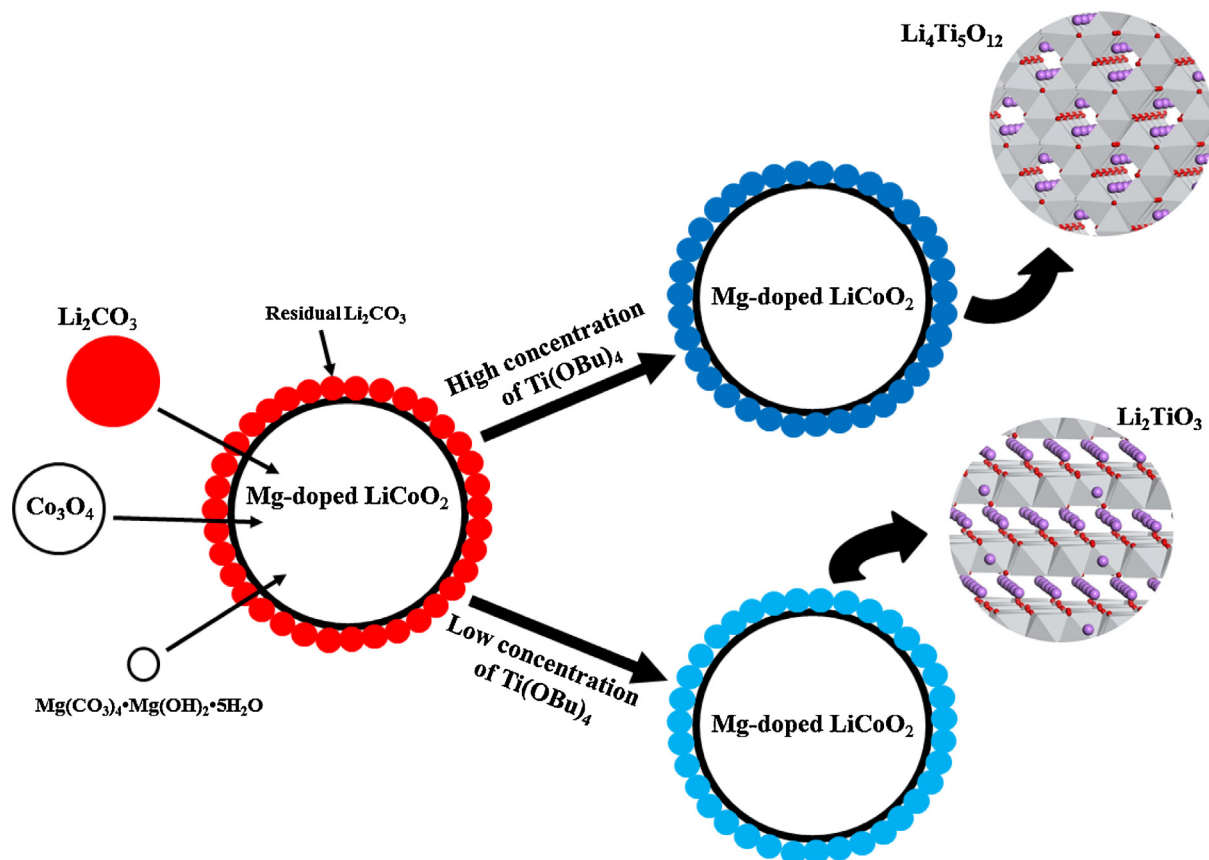 Li₄Ti₅O₁₂
Li₂CO₃
Residual Li₂CO₃
High concentration
of Ti(OBu)₄
Mg-doped LiCoO₂
Li₂TiO₃
Co₃O₄
Mg-doped LiCoO₂
Low concentration
of Ti(OBu)₄
Mg(CO₃)₄•Mg(OH)₂•5H₂O
Mg-doped LiCoO₂